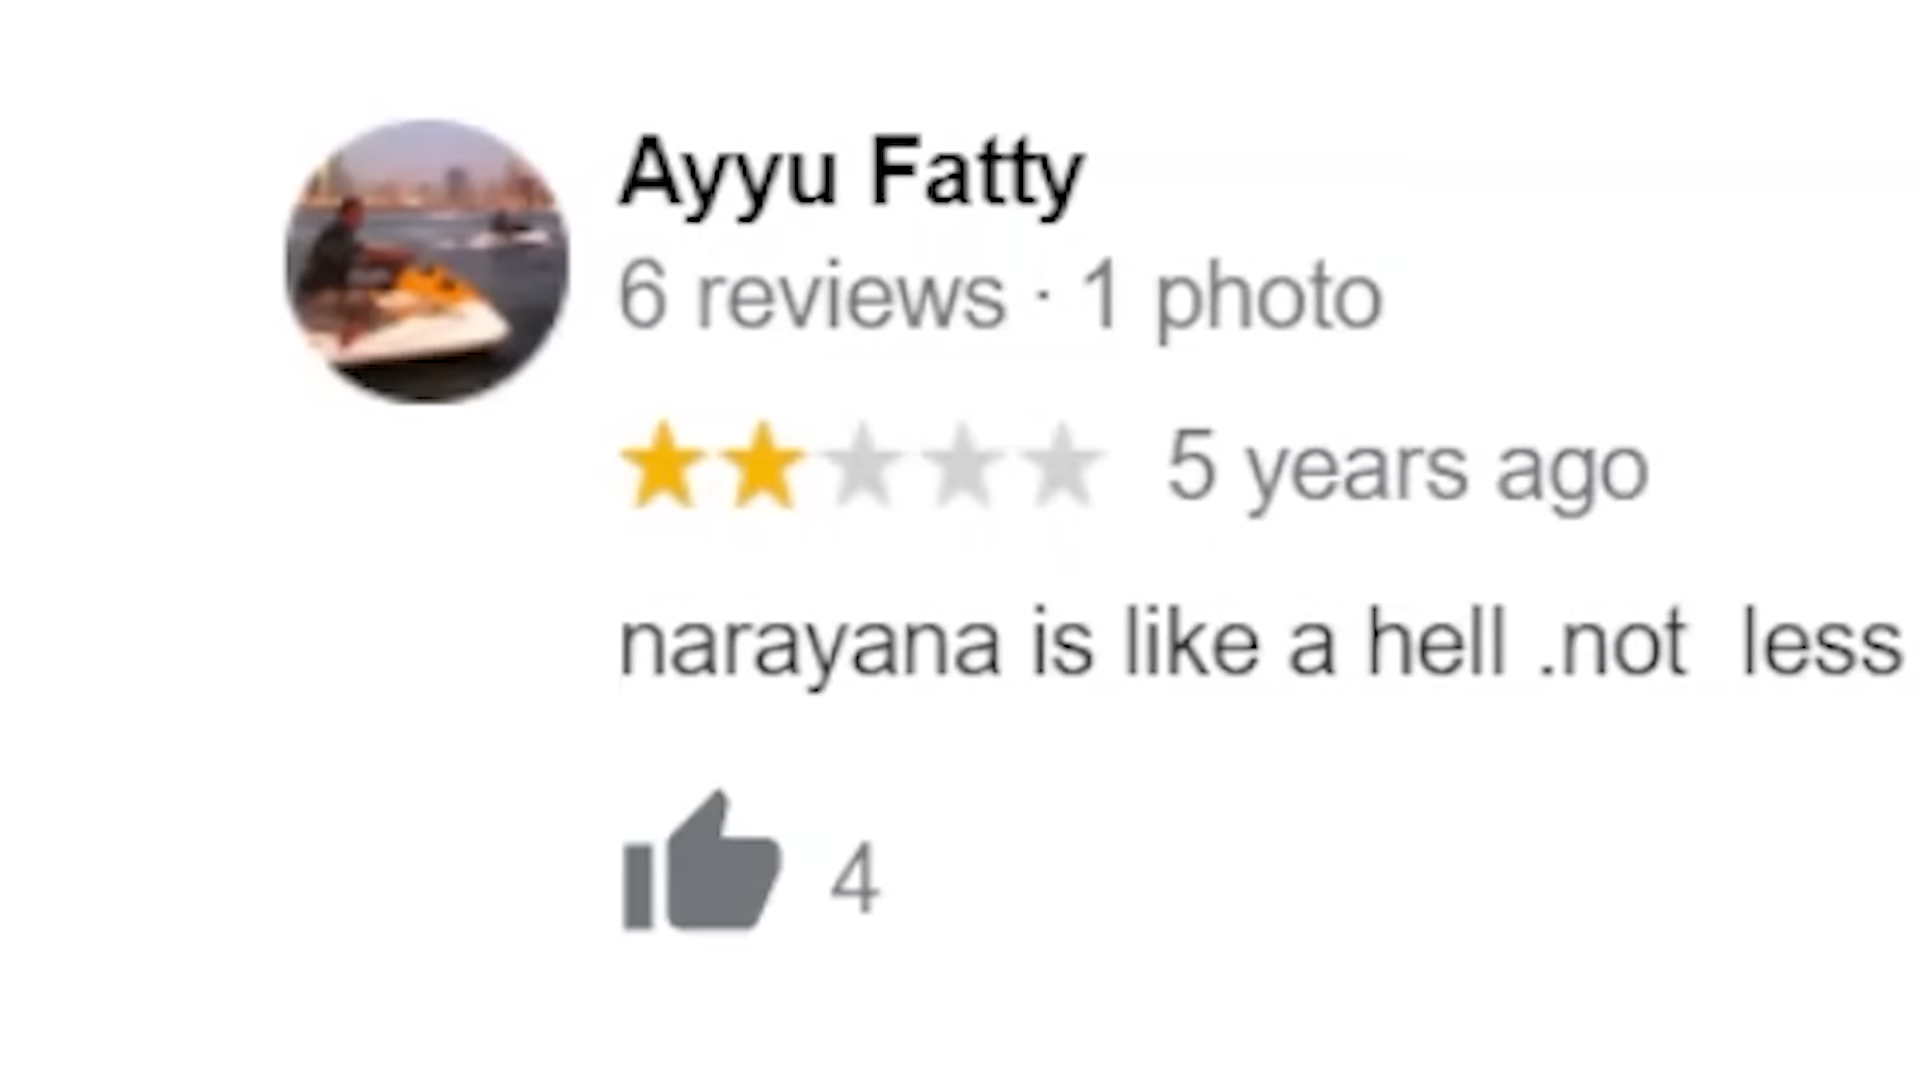 Ayyu Fatty
6 reviews · 1 photo
5 years ago
narayana is like a hell .not  less
4